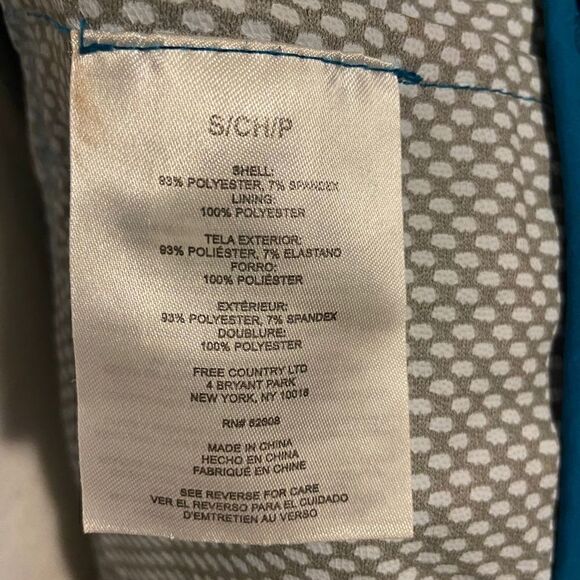 S/CH/P
SHELL:
93% POLYESTER, 7% SPANDEX
LINING:
100% POLYESTER
TELA EXTERIOR:
93% POLIÉSTER, 7% ELASTANO
FORRO:
100% POLIÉSTER
EXTÉRIEUR:
93% POLYESTER, 7% SPANDEX
DOUBLURE:
100% POLYESTER
FREE COUNTRY LTD
4 BRYANT PARK
NEW YORK, NY 10018
RN# 82608
MADE IN CHINA
HECHO EN CHINA
FABRIQUÉ EN CHINE
SEE REVERSE FOR CARE
VER EL REVERSO PARA EL CUIDADO
D'EMTRETIEN AU VERSO